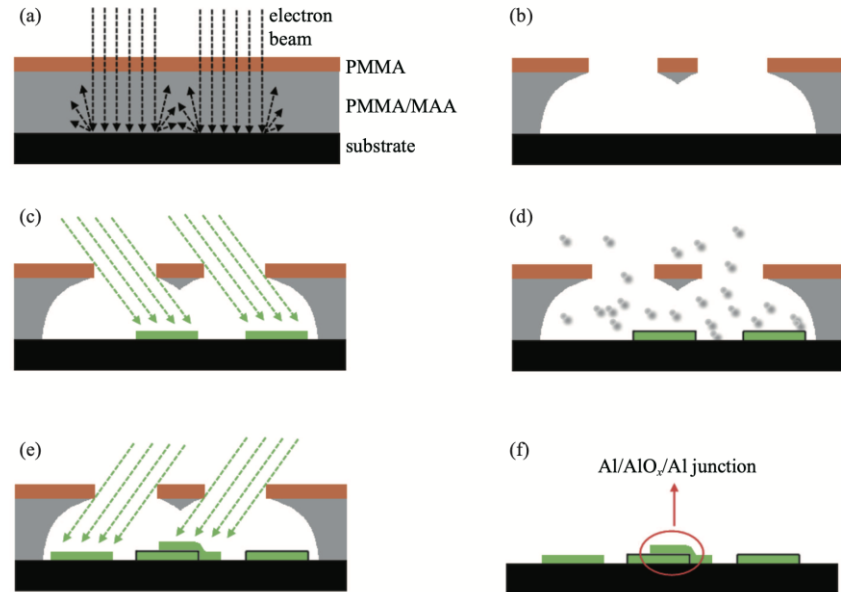 (a)
electron
beam
PMMA
PMMA/MAA
substrate
(b)
(c)
(d)
(e)
(f)
Al/AlOₓ/Al junction